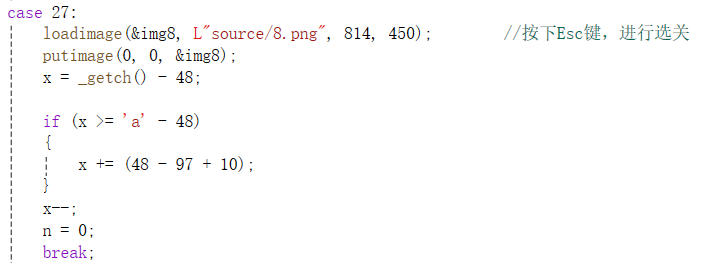 case 27:
loadimage(&img8, L"source/8.png", 814, 450); //按下Esc键，进行选关
putimage(0, 0, &img8);
x = _getch() - 48;
if (x >= 'a' - 48)
{
x += (48 - 97 + 10);
}
x--;
n = 0;
break;